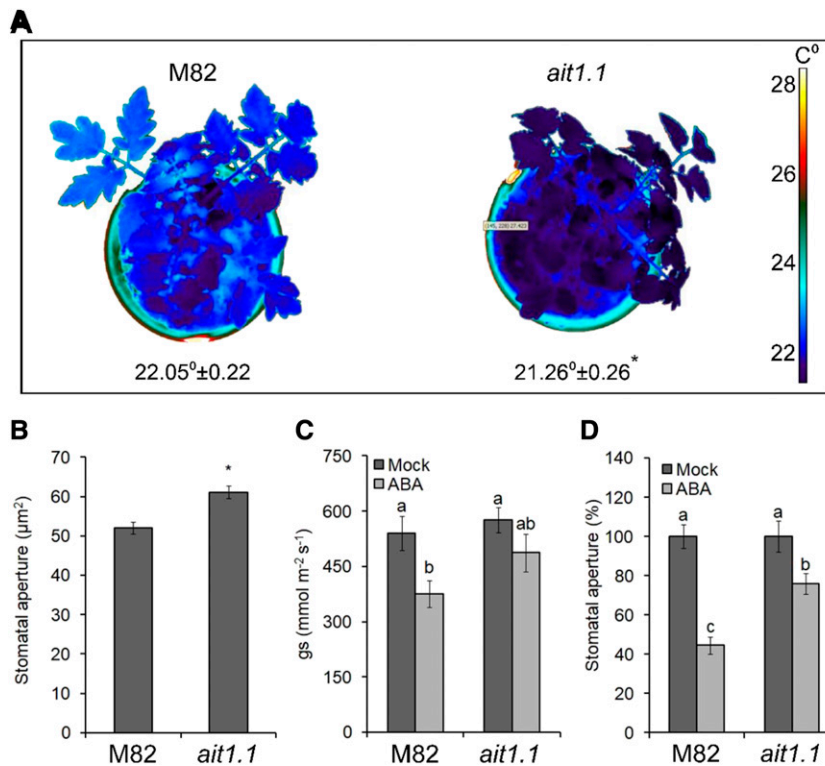 A
M82
ait1.1
C⁰
28
26
24
22
22.05⁰±0.22
21.26⁰±0.26*
B
Stomatal aperture (µm²)
70
60
50
40
30
20
10
0
*
M82
ait1.1
C
gs (mmol m⁻² s⁻¹)
750
600
450
300
150
0
Mock
ABA
a
b
a
ab
M82
ait1.1
D
Stomatal aperture (%)
140
120
100
80
60
40
20
0
Mock
ABA
a
c
a
b
M82
ait1.1